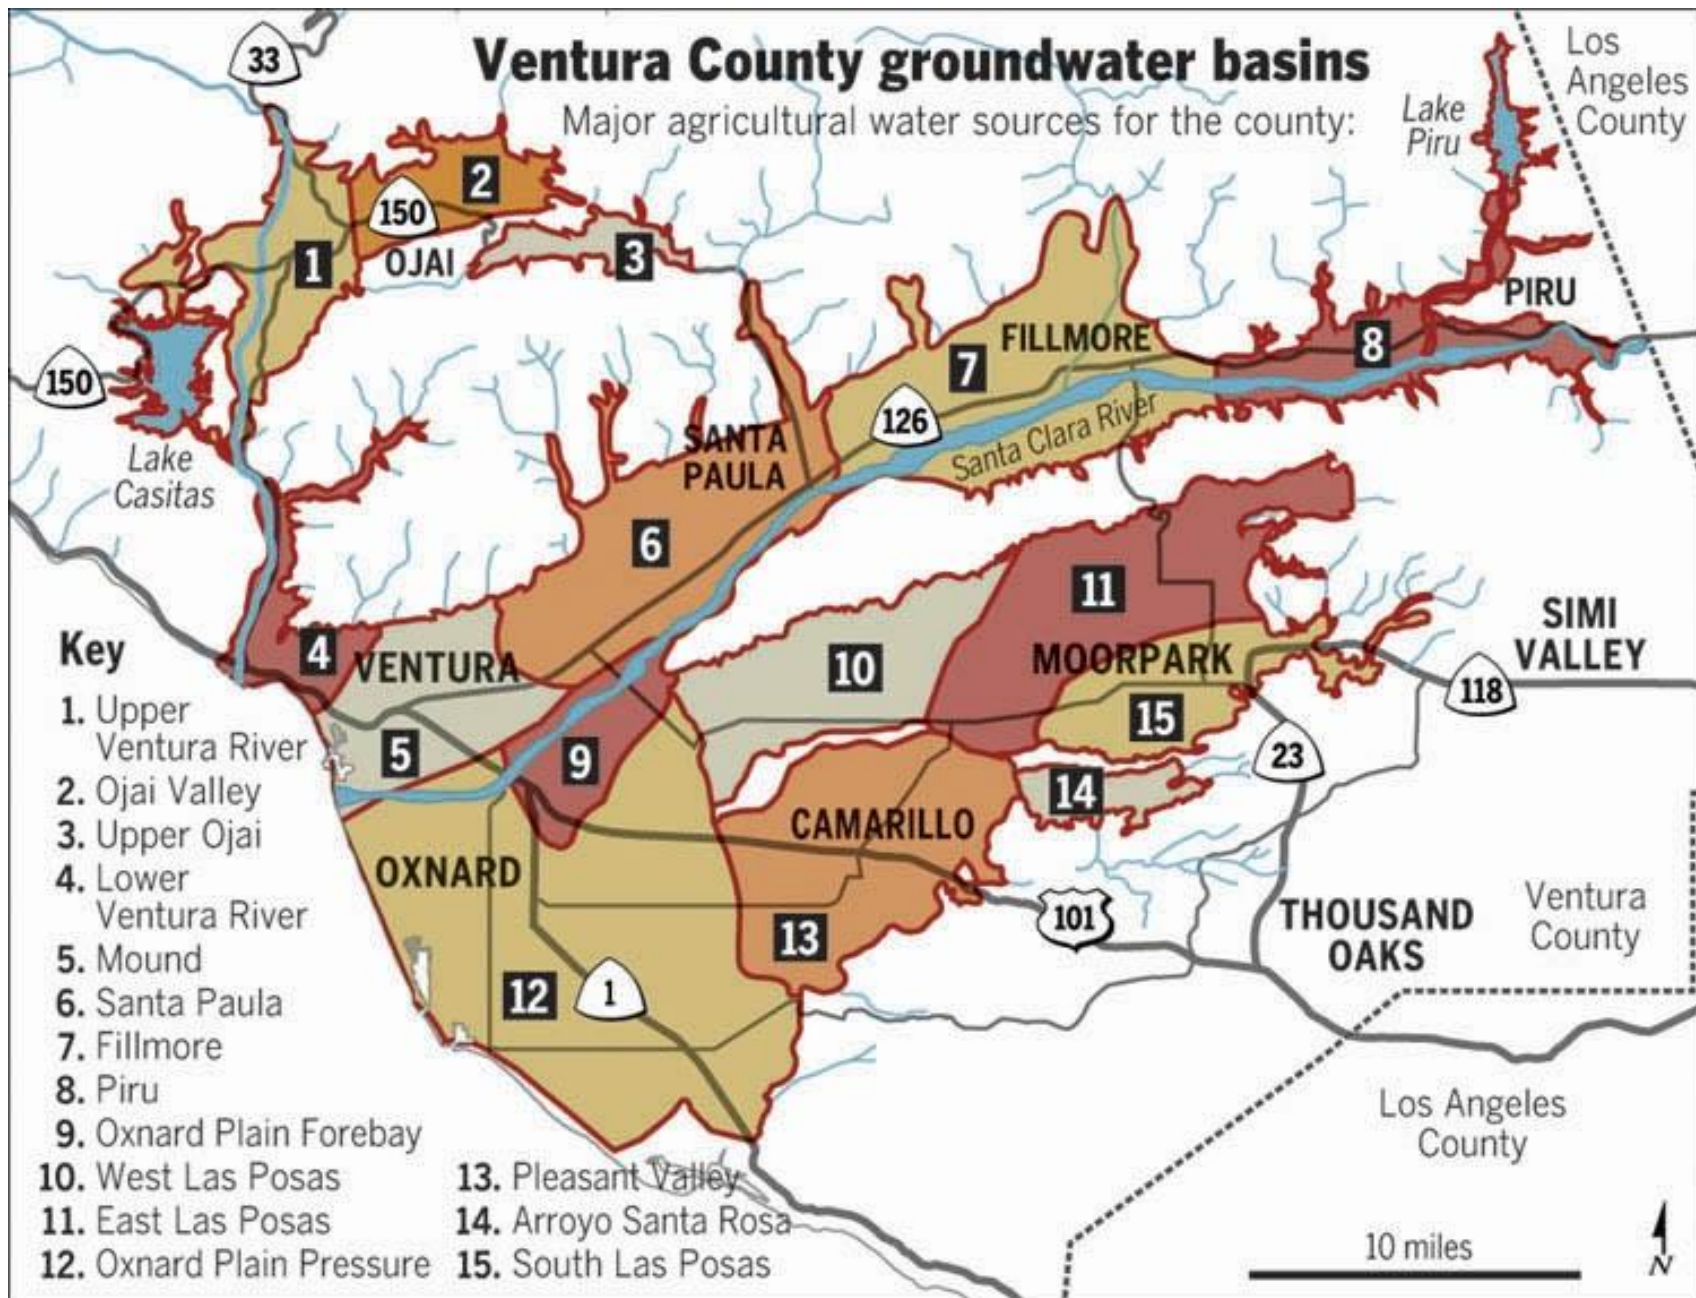 Ventura County groundwater basins
Major agricultural water sources for the county:
33
Los
Angeles
County
Lake
Piru
2
150
1
OJAI
3
PIRU
FILLMORE
8
7
150
126
Santa Clara River
SANTA
PAULA
Lake
Casitas
6
11
SIMI
VALLEY
Key
4
VENTURA
10
MOORPARK
118
15
5
9
23
14
CAMARILLO
OXNARD
101
THOUSAND
OAKS
Ventura
County
13
12
1
Los Angeles
County
1. Upper
Ventura River
2. Ojai Valley
3. Upper Ojai
4. Lower
Ventura River
5. Mound
6. Santa Paula
7. Fillmore
8. Piru
9. Oxnard Plain Forebay
10. West Las Posas
11. East Las Posas
12. Oxnard Plain Pressure
13. Pleasant Valley
14. Arroyo Santa Rosa
15. South Las Posas
10 miles
N